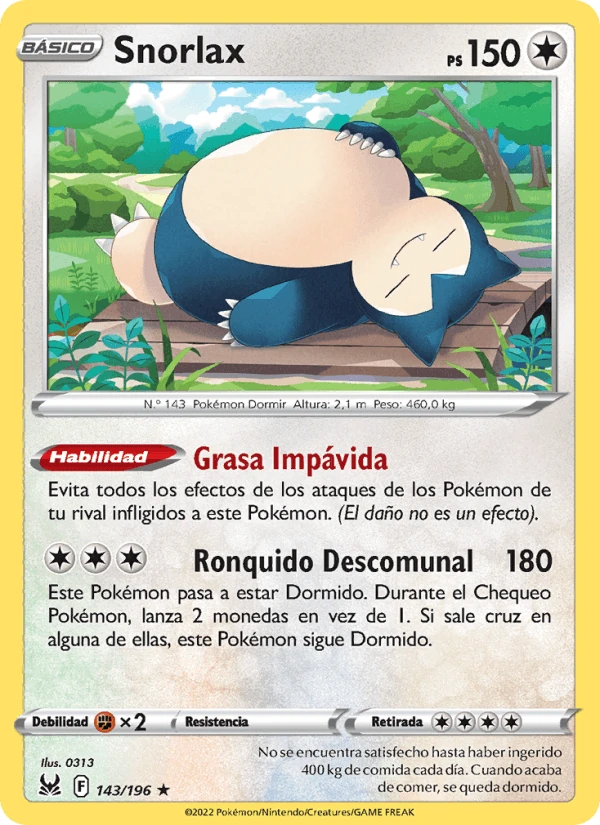 BÁSICO Snorlax PS 150
N.º 143 Pokémon Dormir Altura: 2,1 m Peso: 460,0 kg
Habilidad Grasa Impávida
Evita todos los efectos de los ataques de los Pokémon de
tu rival infligidos a este Pokémon. (El daño no es un efecto).
Ronquido Descomunal 180
Este Pokémon pasa a estar Dormido. Durante el Chequeo
Pokémon, lanza 2 monedas en vez de 1. Si sale cruz en
alguna de ellas, este Pokémon sigue Dormido.
Debilidad ×2 Resistencia Retirada
Ilus. 0313
No se encuentra satisfecho hasta haber ingerido
400 kg de comida cada día. Cuando acaba
de comer, se queda dormido.
F 143/196 ★
©2022 Pokémon/Nintendo/Creatures/GAME FREAK